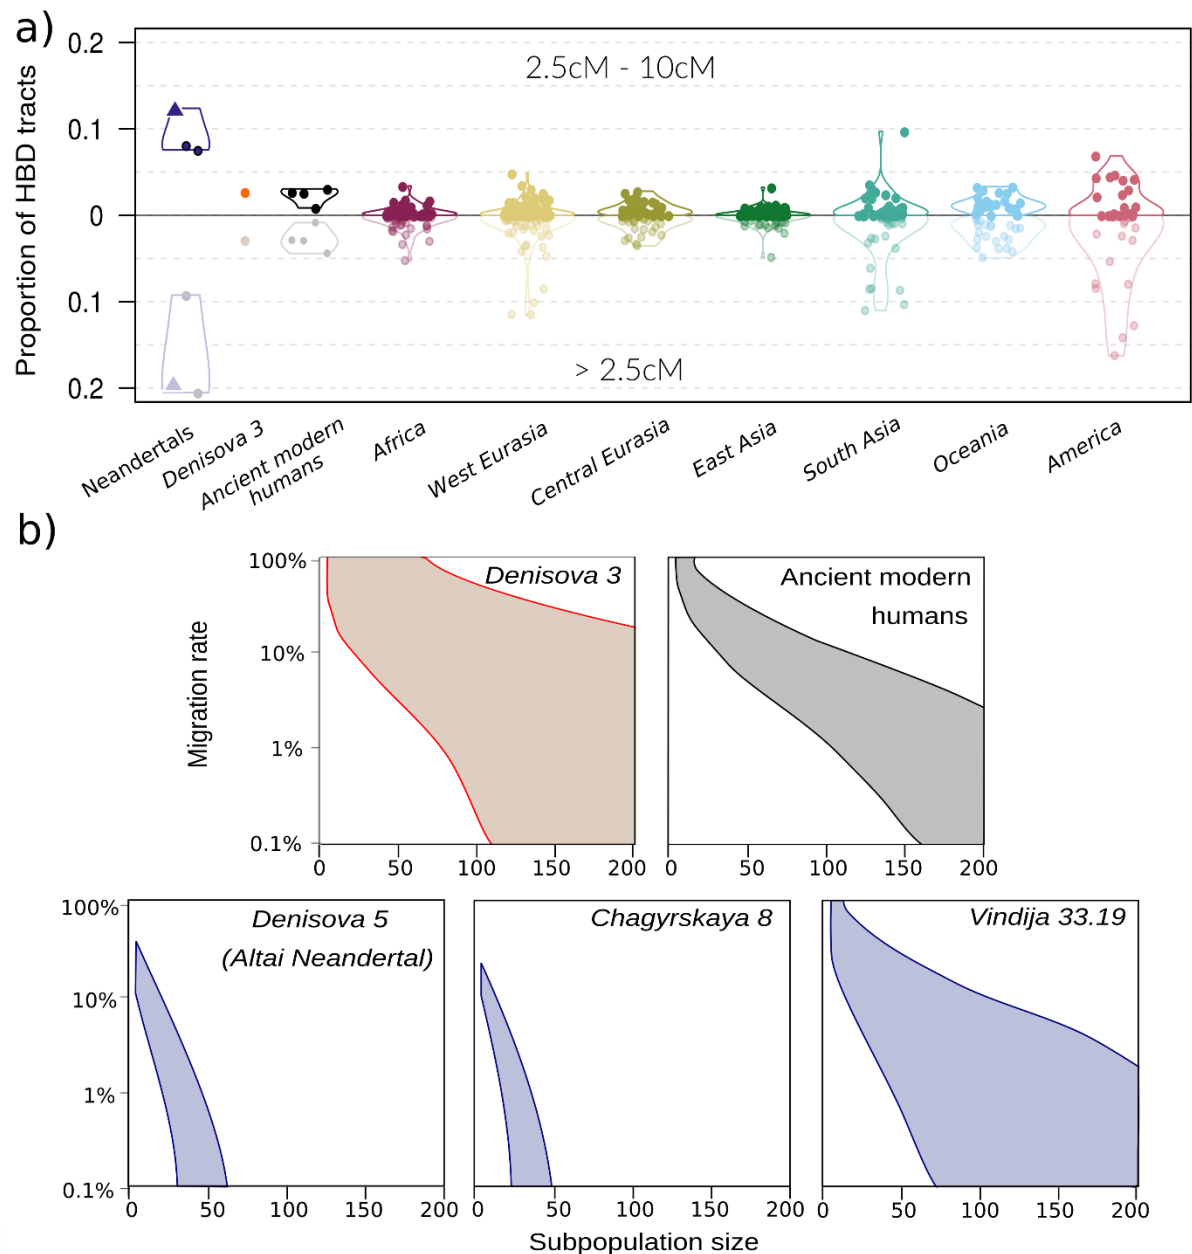 a)
Proportion of HBD tracts
0.2
0.1
0
0.1
0.2
2.5cM - 10cM
> 2.5cM
Neandertals
Denisova 3
Ancient modern
humans
Africa
West Eurasia
Central Eurasia
East Asia
South Asia
Oceania
America
b)
Migration rate
100%
10%
1%
0.1%
Denisova 3
0 50 100 150 200
Ancient modern
humans
0 50 100 150 200
100%
10%
1%
0.1%
Denisova 5
(Altai Neandertal)
0 50 100 150 200
Chagyrskaya 8
0 50 100 150 200
Vindija 33.19
0 50 100 150 200
Subpopulation size